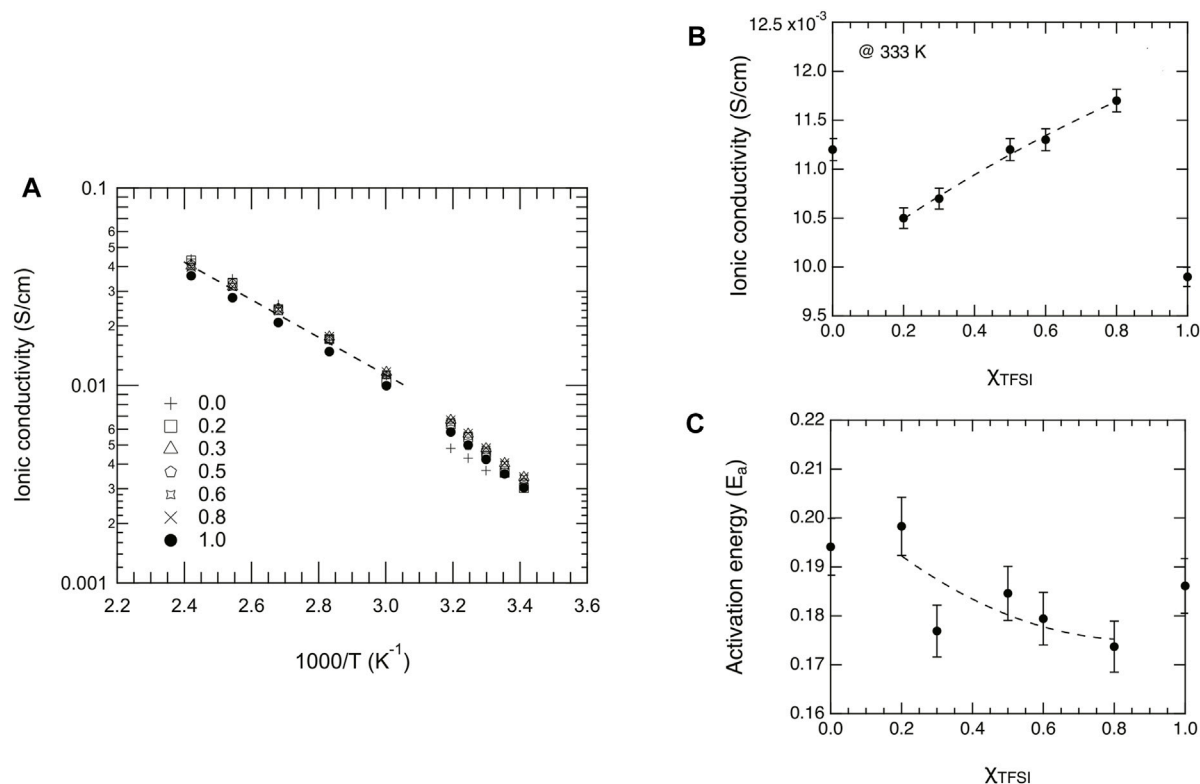 A
Ionic conductivity (S/cm)
0.1
6
5
4
3
2
0.01
6
5
4
3
2
0.001
0.0
0.2
0.3
0.5
0.6
0.8
1.0
2.2 2.4 2.6 2.8 3.0 3.2 3.4 3.6
1000/T (K⁻¹)
B
Ionic conductivity (S/cm)
12.5 x10⁻³
12.0
11.5
11.0
10.5
10.0
9.5
@ 333 K
0.0 0.2 0.4 0.6 0.8 1.0
χTFSI
C
Activation energy (Eₐ)
0.22
0.21
0.20
0.19
0.18
0.17
0.16
0.0 0.2 0.4 0.6 0.8 1.0
χTFSI